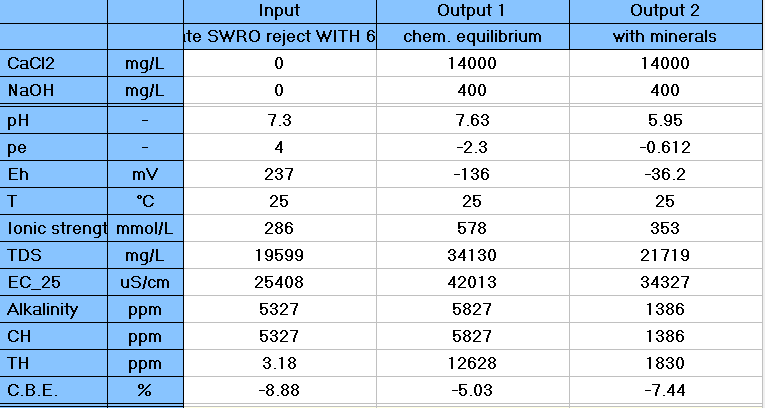 Input Output 1 Output 2
te SWRO reject WITH 6 chem. equilibrium with minerals
CaCl2 mg/L 0 14000 14000
NaOH mg/L 0 400 400
pH - 7.3 7.63 5.95
pe - 4 -2.3 -0.612
Eh mV 237 -136 -36.2
T °C 25 25 25
Ionic strengt mmol/L 286 578 353
TDS mg/L 19599 34130 21719
EC_25 uS/cm 25408 42013 34327
Alkalinity ppm 5327 5827 1386
CH ppm 5327 5827 1386
TH ppm 3.18 12628 1830
C.B.E. % -8.88 -5.03 -7.44